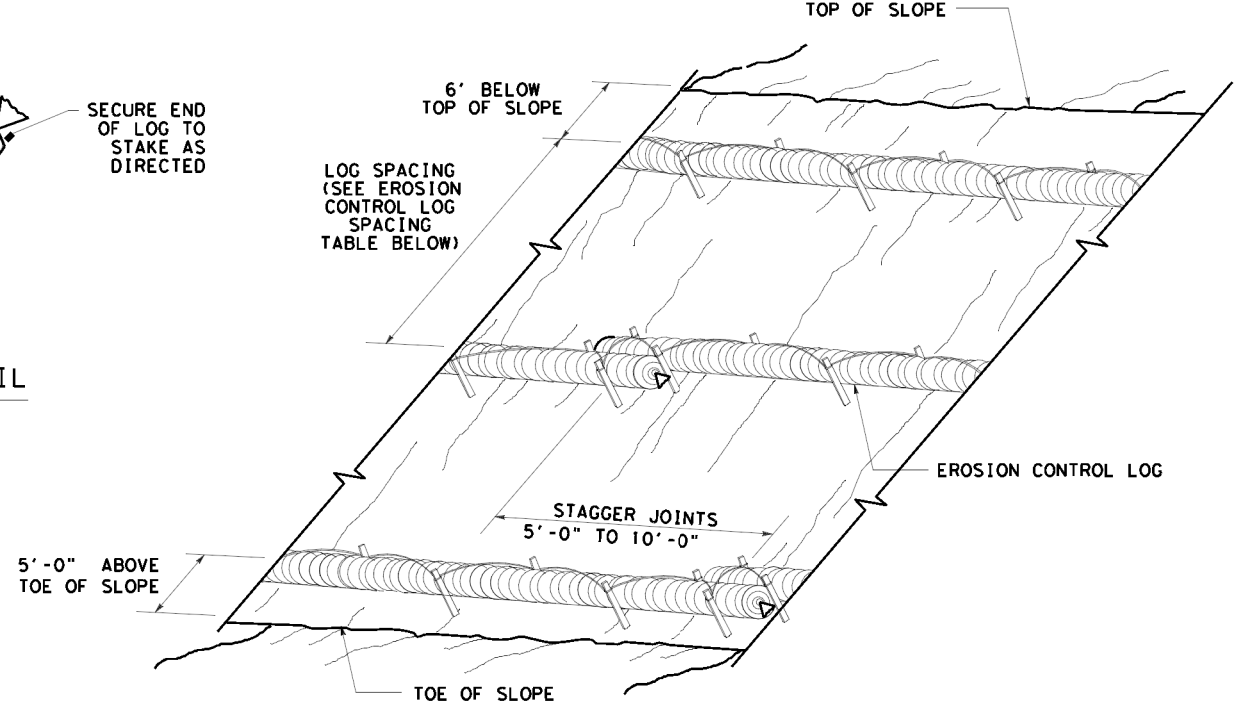 TOP OF SLOPE
6' BELOW
TOP OF SLOPE
SECURE END
OF LOG TO
STAKE AS
DIRECTED
LOG SPACING
(SEE EROSION
CONTROL LOG
SPACING
TABLE BELOW)
IL
EROSION CONTROL LOG
STAGGER JOINTS
5'-0" TO 10'-0"
5'-0" ABOVE
TOE OF SLOPE
TOE OF SLOPE